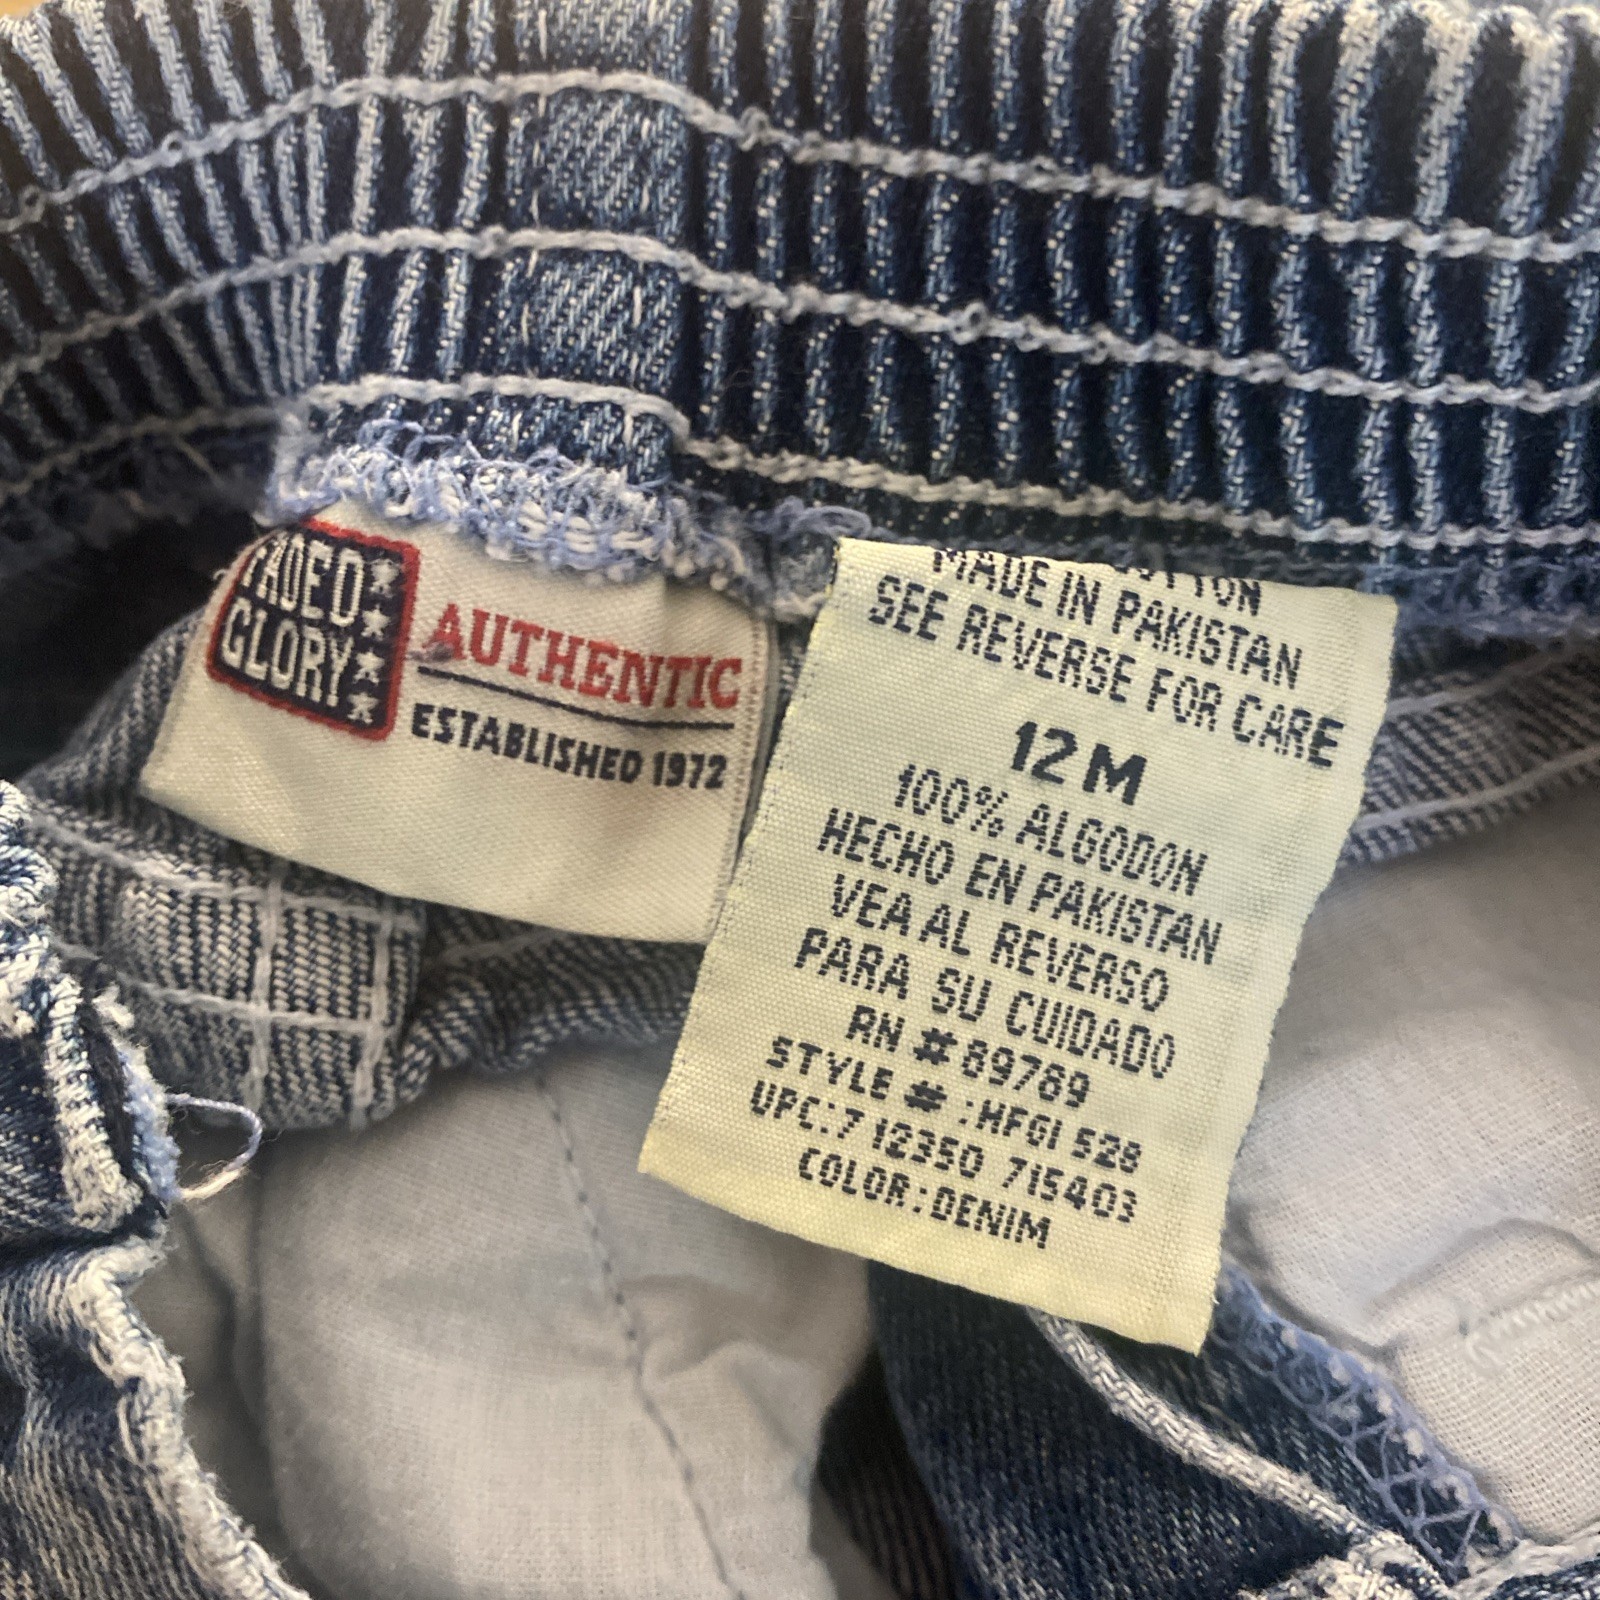 FADED
GLORY
AUTHENTIC
ESTABLISHED 1972
MADE IN PAKISTAN
SEE REVERSE FOR CARE
12M
100% ALGODON
HECHO EN PAKISTAN
VEA AL REVERSO
PARA SU CUIDADO
RN #89789
STYLE # :HFGI 528
UPC:7 12350 715403
COLOR:DENIM